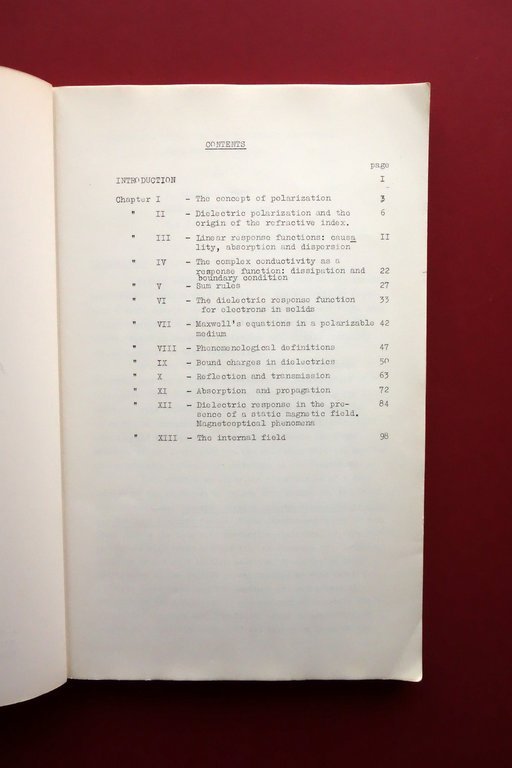 CONTENTS
page
INTRODUCTION I
Chapter I - The concept of polarization 3
" II - Dielectric polarization and the 6
origin of the refractive index.
" III - Linear response functions: causa II
lity, absorption and dispersion
" IV - The complex conductivity as a
response function: dissipation and 22
boundary condition
" V - Sum rules 27
" VI - The dielectric response function 33
for electrons in solids
" VII - Maxwell's equations in a polarizable 42
medium
" VIII - Phenomenological definitions 47
" IX - Bound charges in dielectrics 50
" X - Reflection and transmission 63
" XI - Absorption and propagation 72
" XII - Dielectric response in the pre- 84
sence of a static magnetic field.
Magnetooptical phenomena
" XIII - The internal field 98